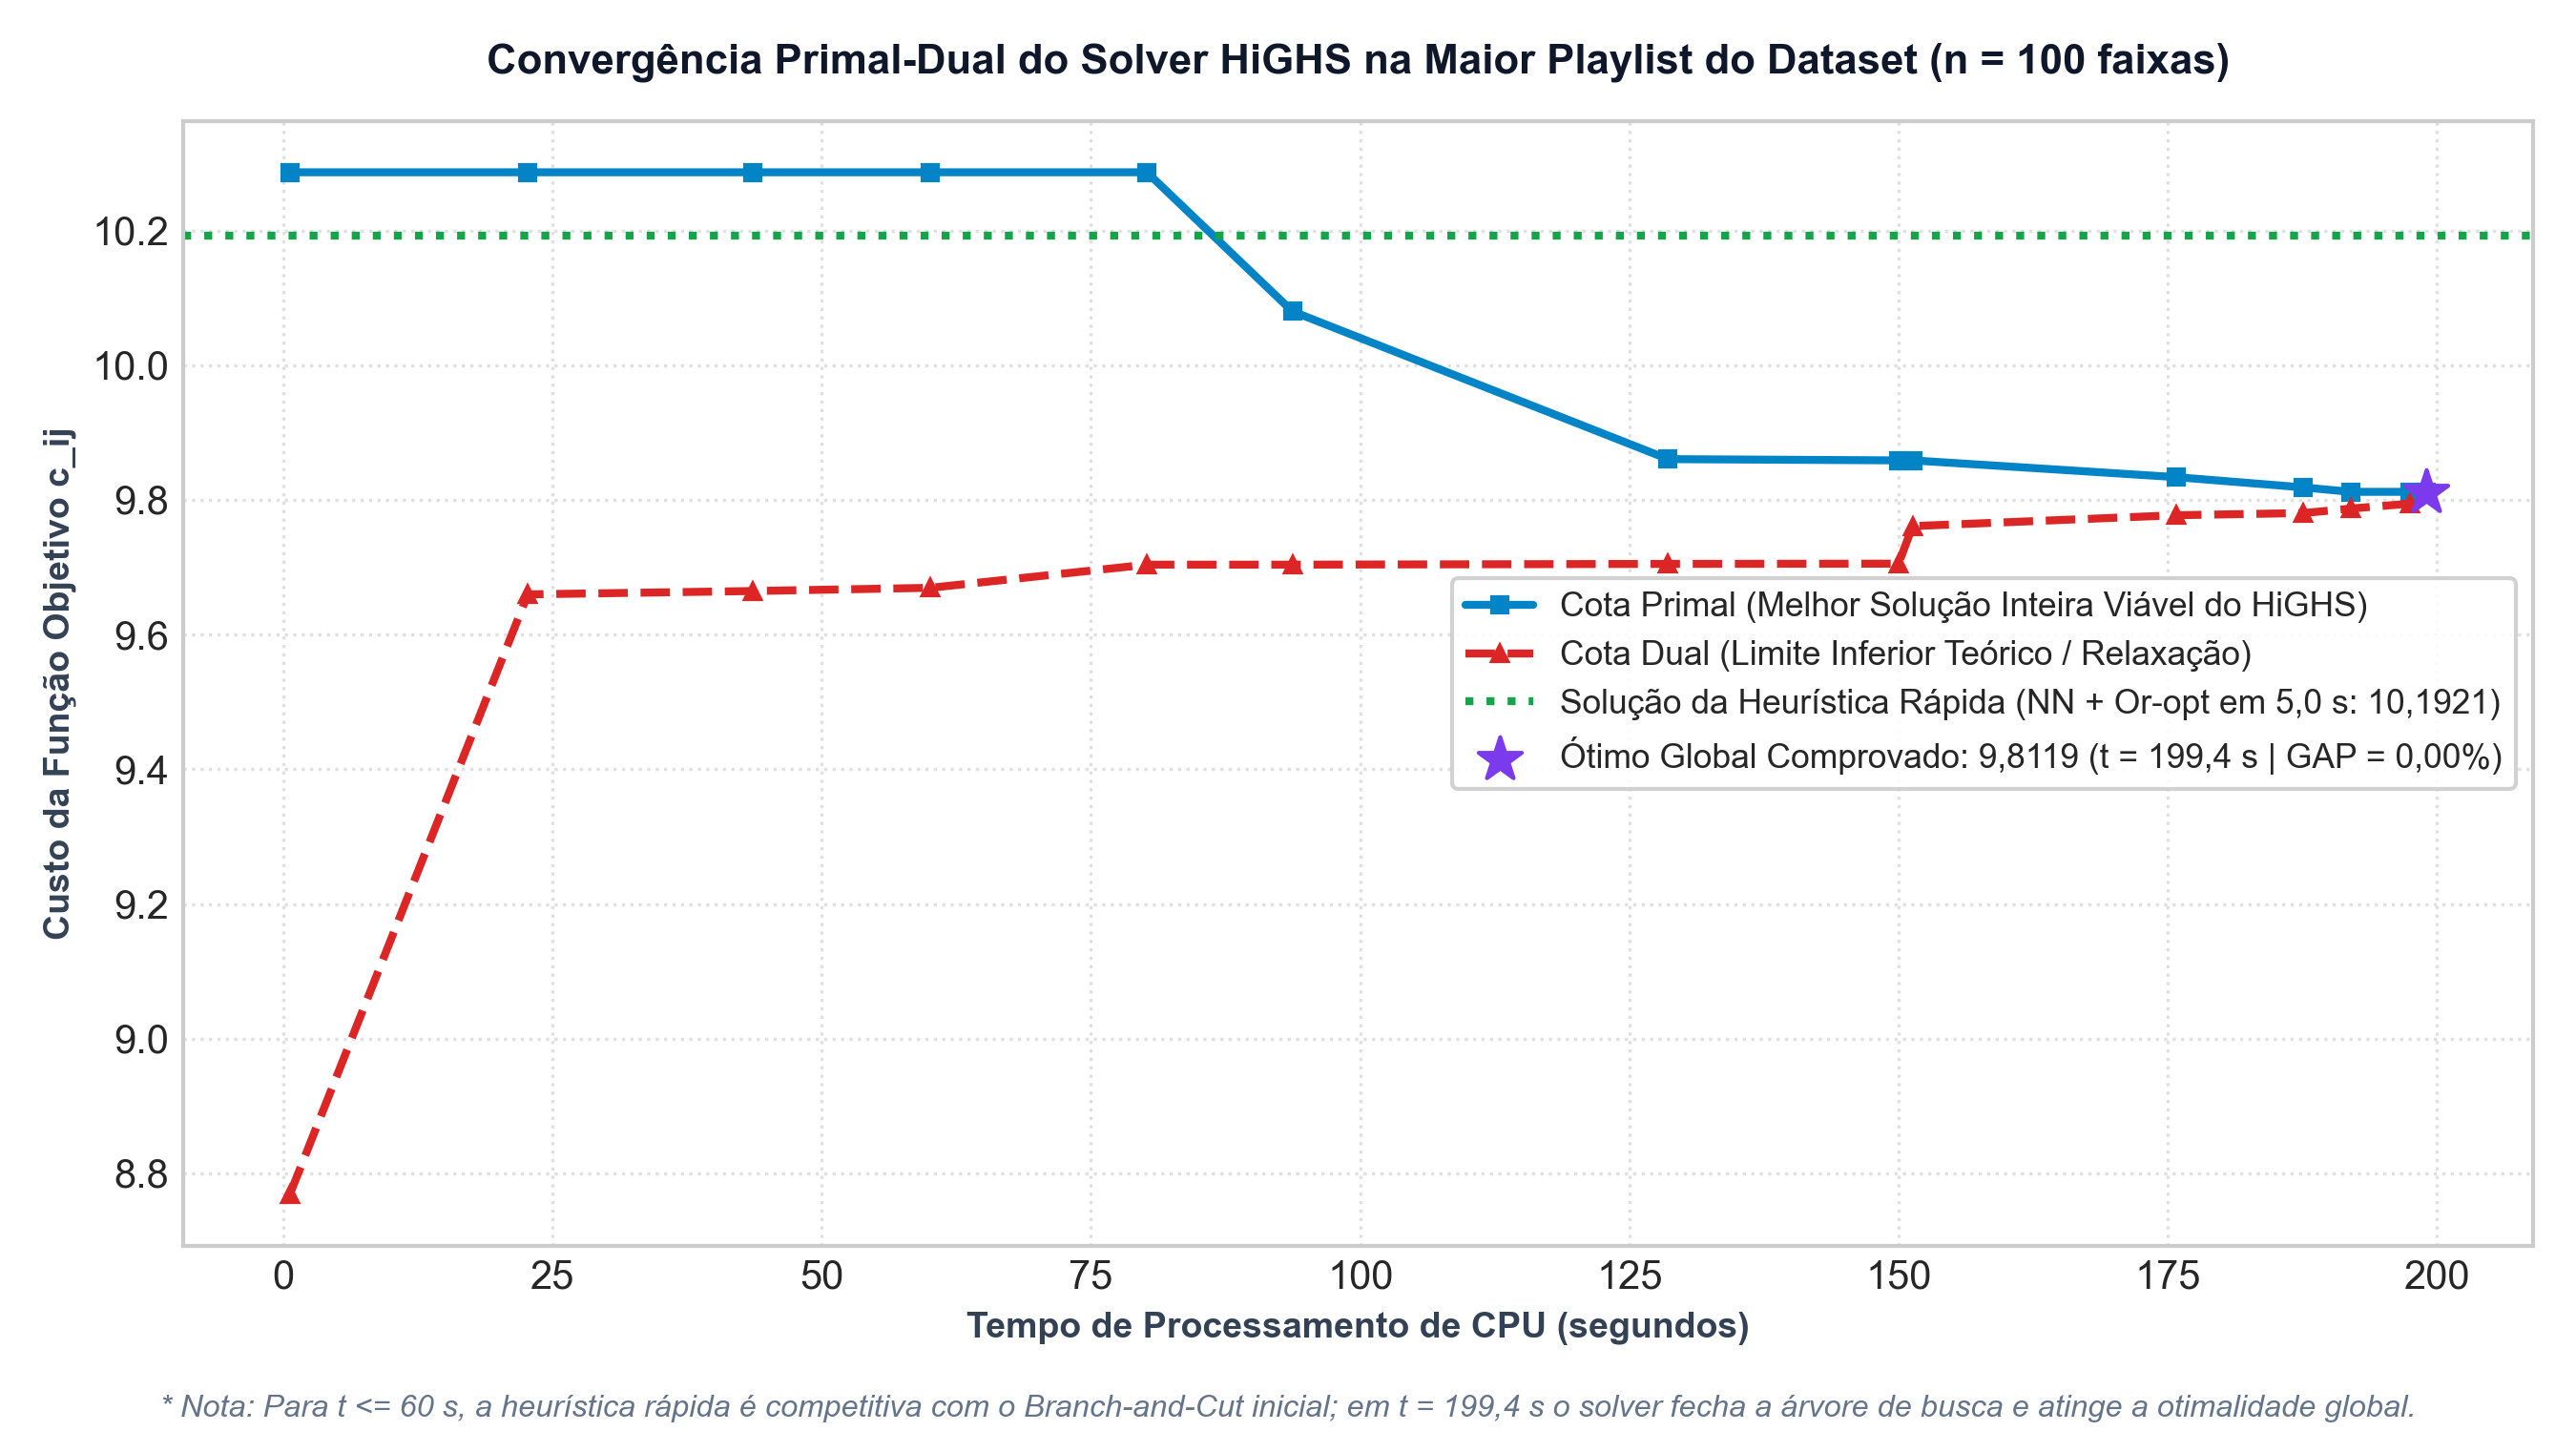 Convergência Primal-Dual do Solver HiGHS na Maior Playlist do Dataset (n = 100 faixas)
Custo da Função Objetivo c_ij
10.2
10.0
9.8
9.6
9.4
9.2
9.0
8.8
Cota Primal (Melhor Solução Inteira Viável do HiGHS)
Cota Dual (Limite Inferior Teórico / Relaxação)
Solução da Heurística Rápida (NN + Or-opt em 5,0 s: 10,1921)
Ótimo Global Comprovado: 9,8119 (t = 199,4 s | GAP = 0,00%)
0 25 50 75 100 125 150 175 200
Tempo de Processamento de CPU (segundos)
* Nota: Para t <= 60 s, a heurística rápida é competitiva com o Branch-and-Cut inicial; em t = 199,4 s o solver fecha a árvore de busca e atinge a otimalidade global.